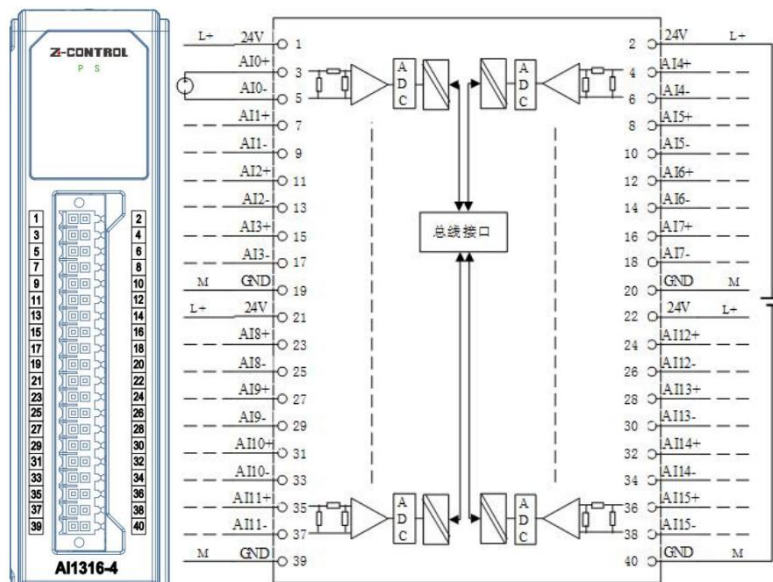 Z-CONTROL
P S
1 2
3 4
5 6
7 8
9 10
11 12
13 14
15 16
17 18
19 20
21 22
23 24
25 26
27 28
29 30
31 32
33 34
35 36
37 38
39 40
AI1316-4
L+ 24V 1
AI0+ 3
AI0- 5
AI1+ 7
AI1- 9
AI2+ 11
AI2- 13
AI3+ 15
AI3- 17
M GND 19
L+ 24V 21
AI8+ 23
AI8- 25
AI9+ 27
AI9- 29
AI10+ 31
AI10- 33
AI11+ 35
AI11- 37
M GND 39
ADC
ADC
总线接口
ADC
ADC
2 24V L+
4 AI4+
6 AI4-
8 AI5+
10 AI5-
12 AI6+
14 AI6-
16 AI7+
18 AI7-
20 GND M
22 24V L+
24 AI12+
26 AI12-
28 AI13+
30 AI13-
32 AI14+
34 AI14-
36 AI15+
38 AI15-
40 GND M